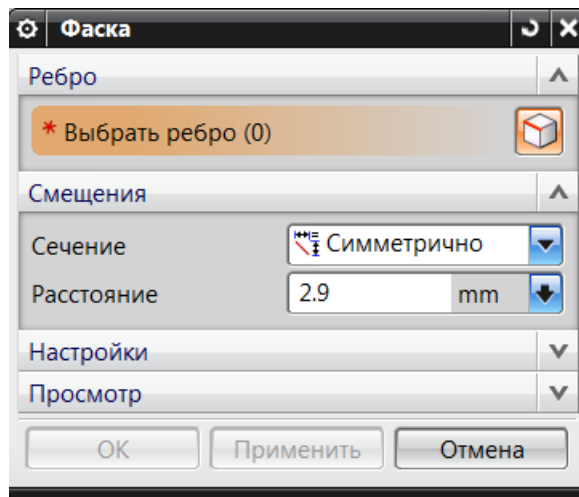 Фаска
Ребро
* Выбрать ребро (0)
Смещения
Сечение Симметрично
Расстояние 2.9 mm
Настройки
Просмотр
OK Применить Отмена